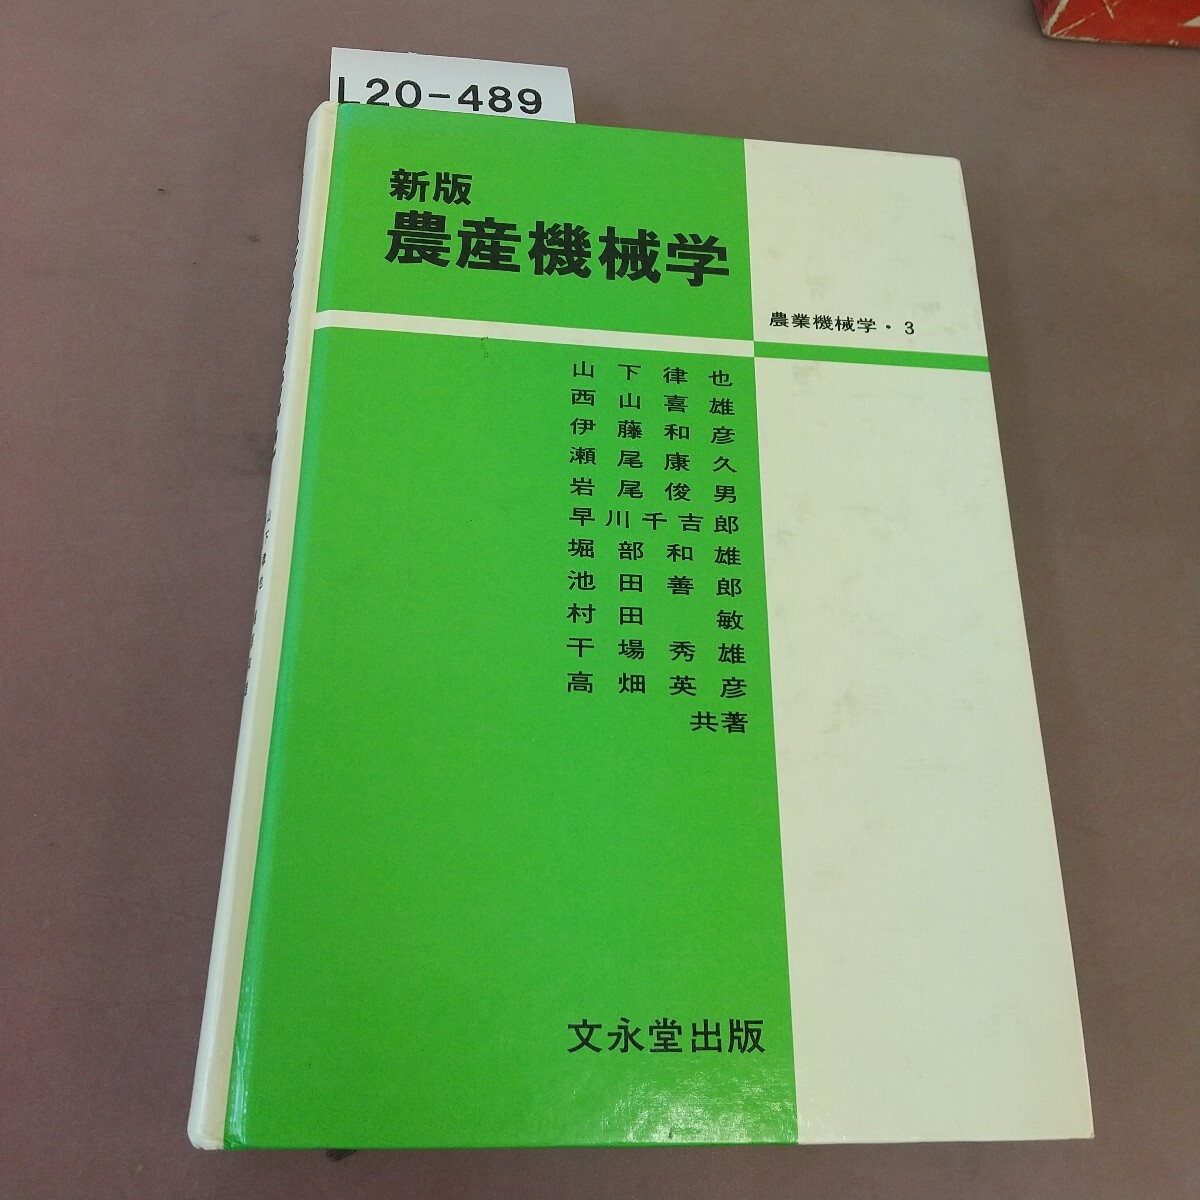 L20-489
新版
農産機械学
農業機械学・3
山下律也
西山喜雄
伊藤和彦
瀬尾康久
岩尾俊男
早川千吉郎
堀部和雄
池田善郎
村田敏
干場秀雄
高畑英彦
共著
文永堂出版